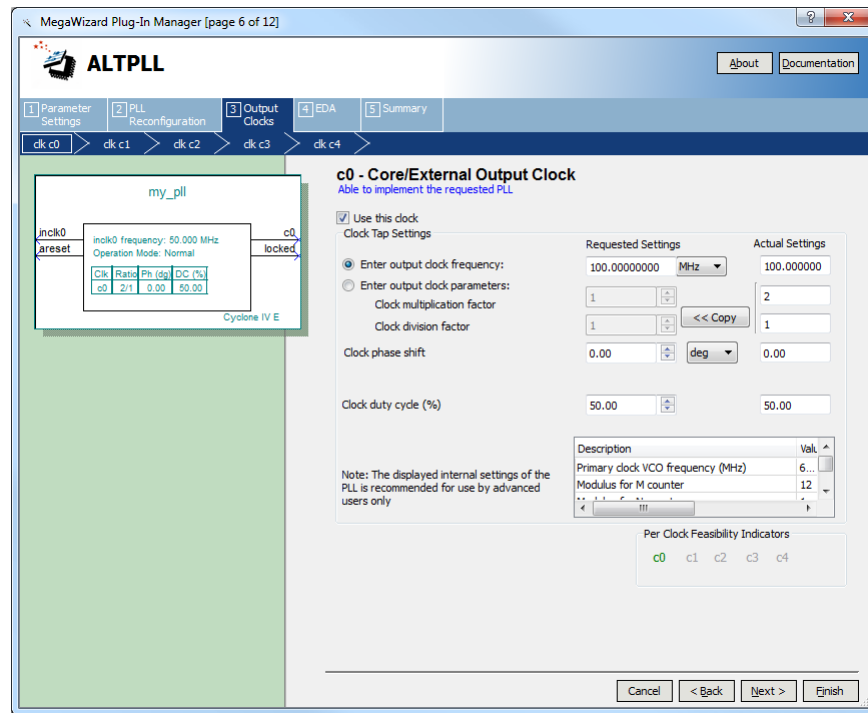 MegaWizard Plug-In Manager [page 6 of 12]
ALTPLL
About
Documentation
1 Parameter Settings
2 PLL Reconfiguration
3 Output Clocks
4 EDA
5 Summary
clk c0
clk c1
clk c2
clk c3
clk c4
my_pll
inclk0
areset
c0
locked
inclk0 frequency: 50.000 MHz
Operation Mode: Normal
Clk Ratio Ph (dg) DC (%)
c0 2/1 0.00 50.00
Cyclone IV E
c0 - Core/External Output Clock
Able to implement the requested PLL
Use this clock
Clock Tap Settings
Requested Settings
Actual Settings
Enter output clock frequency:
100.00000000
MHz
100.000000
Enter output clock parameters:
Clock multiplication factor
1
2
<< Copy
Clock division factor
1
1
Clock phase shift
0.00
deg
0.00
Clock duty cycle (%)
50.00
50.00
Note: The displayed internal settings of the
PLL is recommended for use by advanced
users only
Description
Primary clock VCO frequency (MHz) 6...
Modulus for M counter 12
Per Clock Feasibility Indicators
c0 c1 c2 c3 c4
Cancel
< Back
Next >
Finish